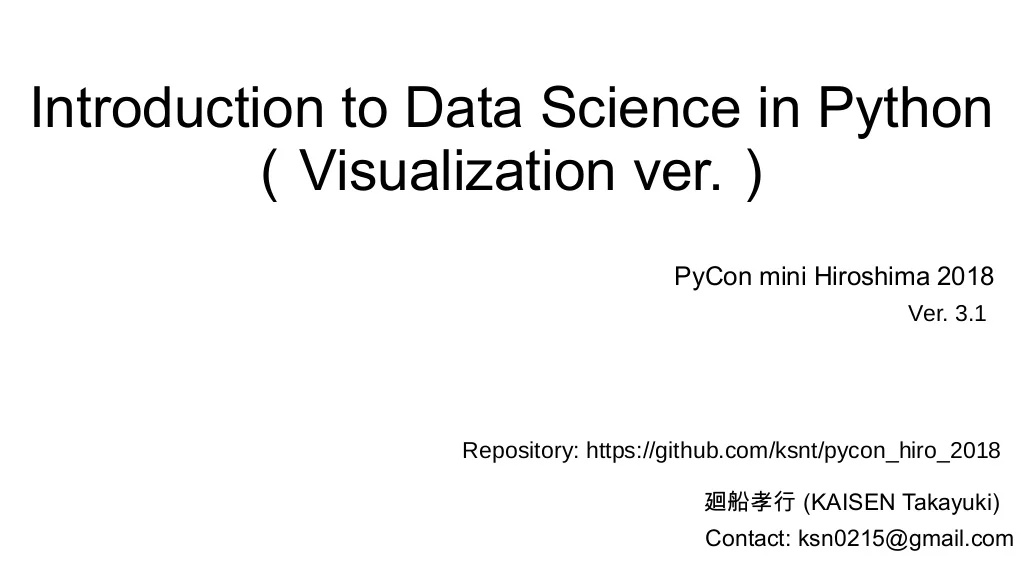 Introduction to Data Science in Python
( Visualization ver. )
PyCon mini Hiroshima 2018
Ver. 3.1
Repository: https://github.com/ksnt/pycon_hiro_2018
廻船孝行 (KAISEN Takayuki)
Contact: ksn0215@gmail.com